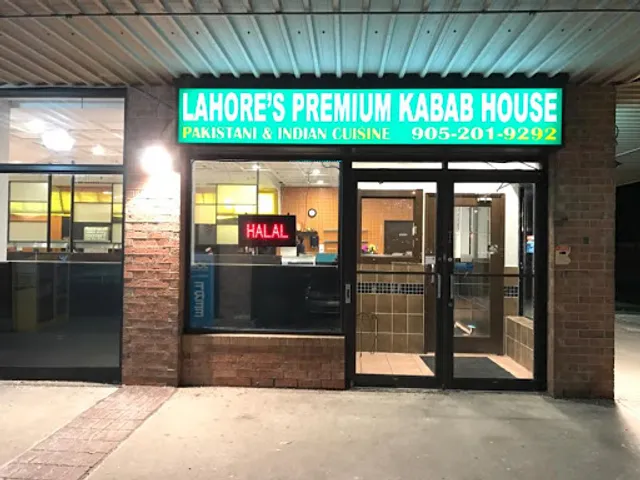 LAHORE'S PREMIUM KABAB HOUSE
PAKISTANI & INDIAN CUISINE 905-201-9292
HALAL